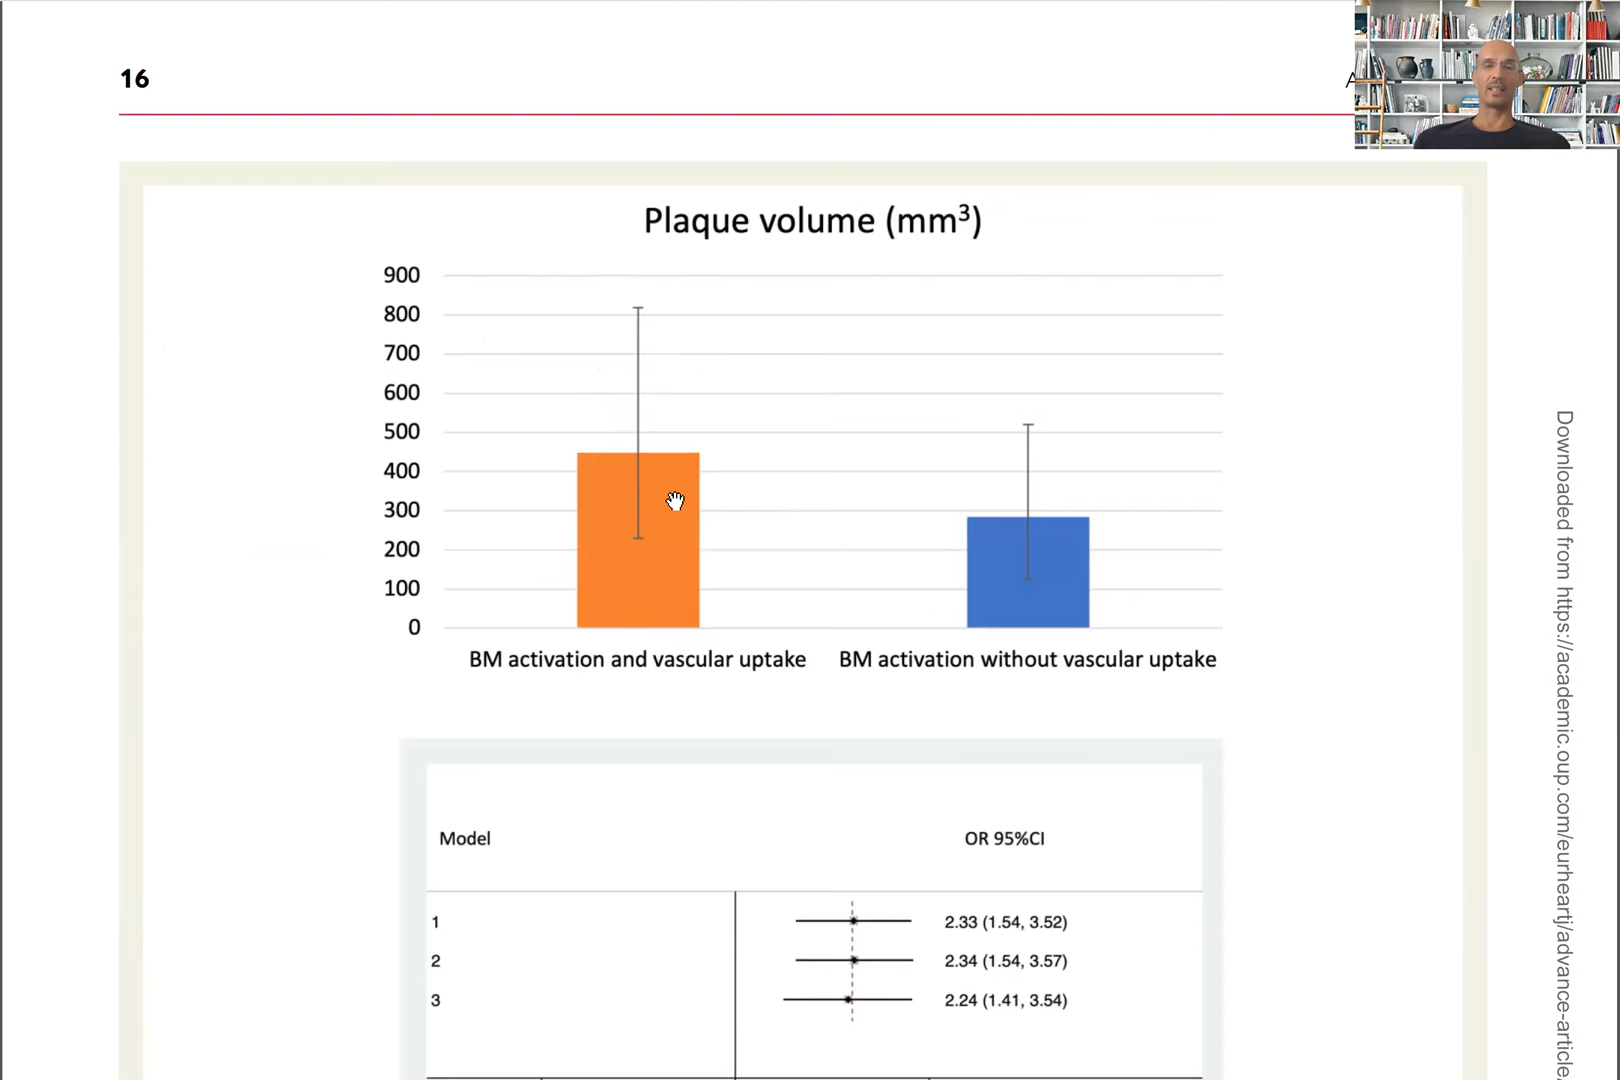 16
A
Plaque volume (mm³)
900
800
700
600
500
400
300
200
100
0
BM activation and vascular uptake
BM activation without vascular uptake
Model OR 95%CI
1 2.33 (1.54, 3.52)
2 2.34 (1.54, 3.57)
3 2.24 (1.41, 3.54)
Downloaded from https://academic.oup.com/eurheartj/advance-article